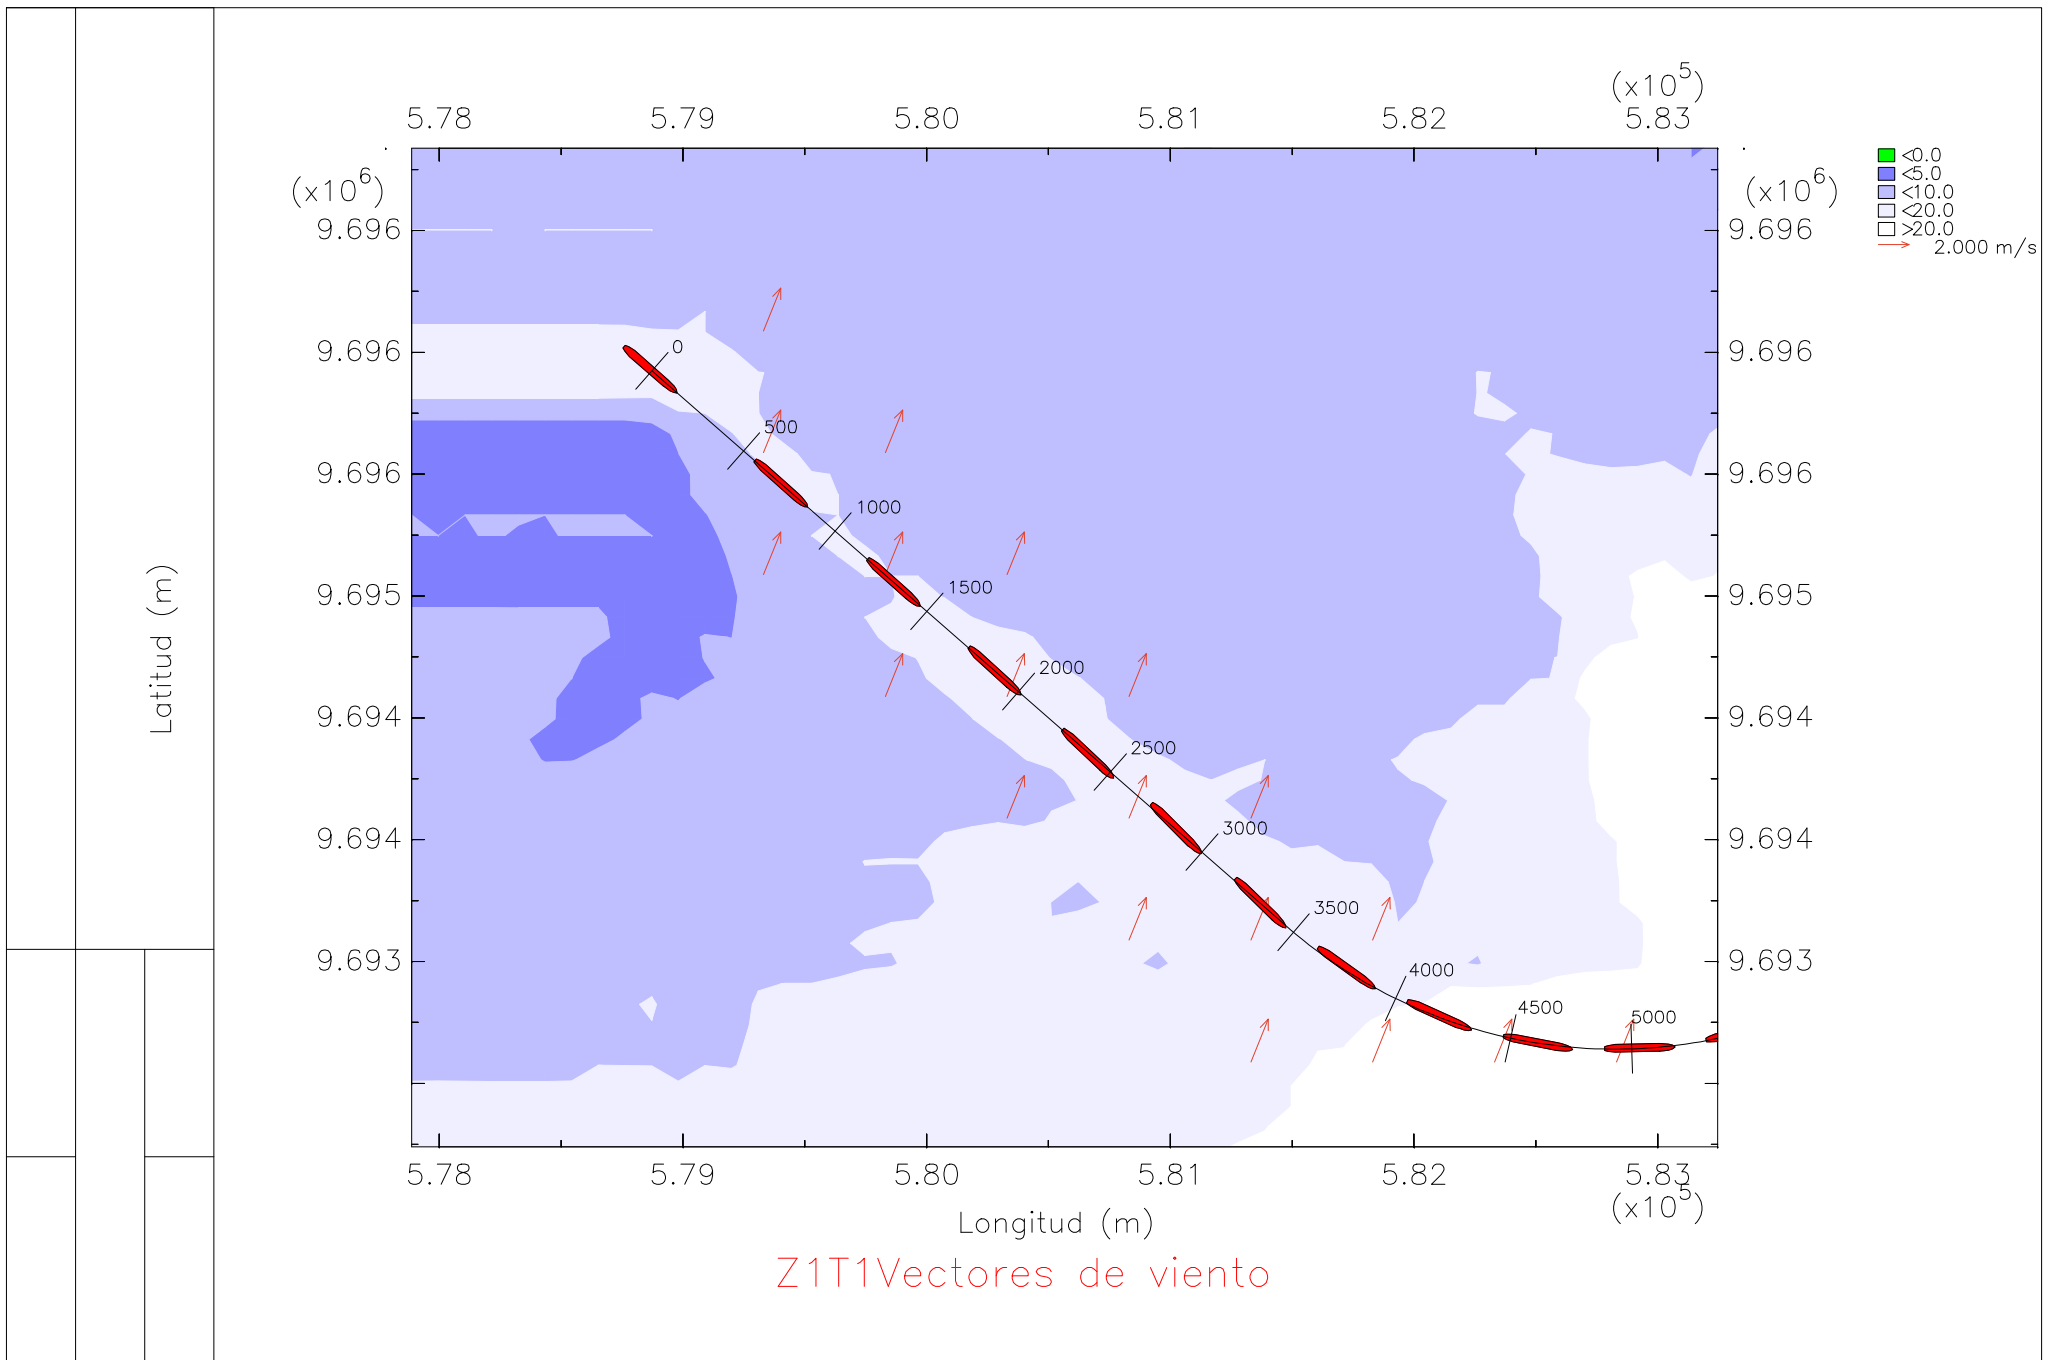 (x10⁵)
5.78 5.79 5.80 5.81 5.82 5.83
(x10⁶) (x10⁶)
<0.0
<5.0
<10.0
<20.0
>20.0
2.000 m/s
9.696 9.696
9.696 9.696
9.696 9.696
9.695 9.695
9.694 9.694
9.694 9.694
9.693 9.693
0
500
1000
1500
2000
2500
3000
3500
4000
4500
5000
Latitud (m)
5.78 5.79 5.80 5.81 5.82 5.83
(x10⁵)
Longitud (m)
Z1T1Vectores de viento